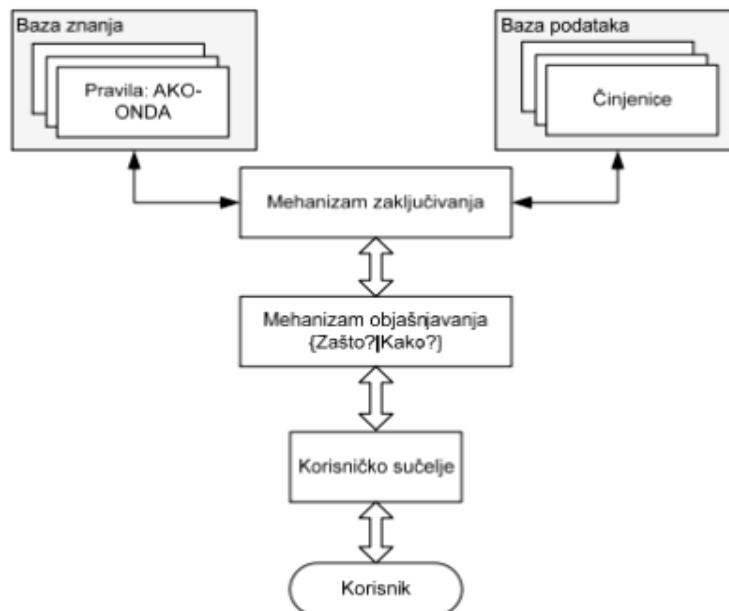 Baza znanja
Pravila: AKO-
ONDA
Baza podataka
Činjenice
Mehanizam zaključivanja
Mehanizam objašnjavanja
{Zašto?|Kako?}
Korisničko sučelje
Korisnik